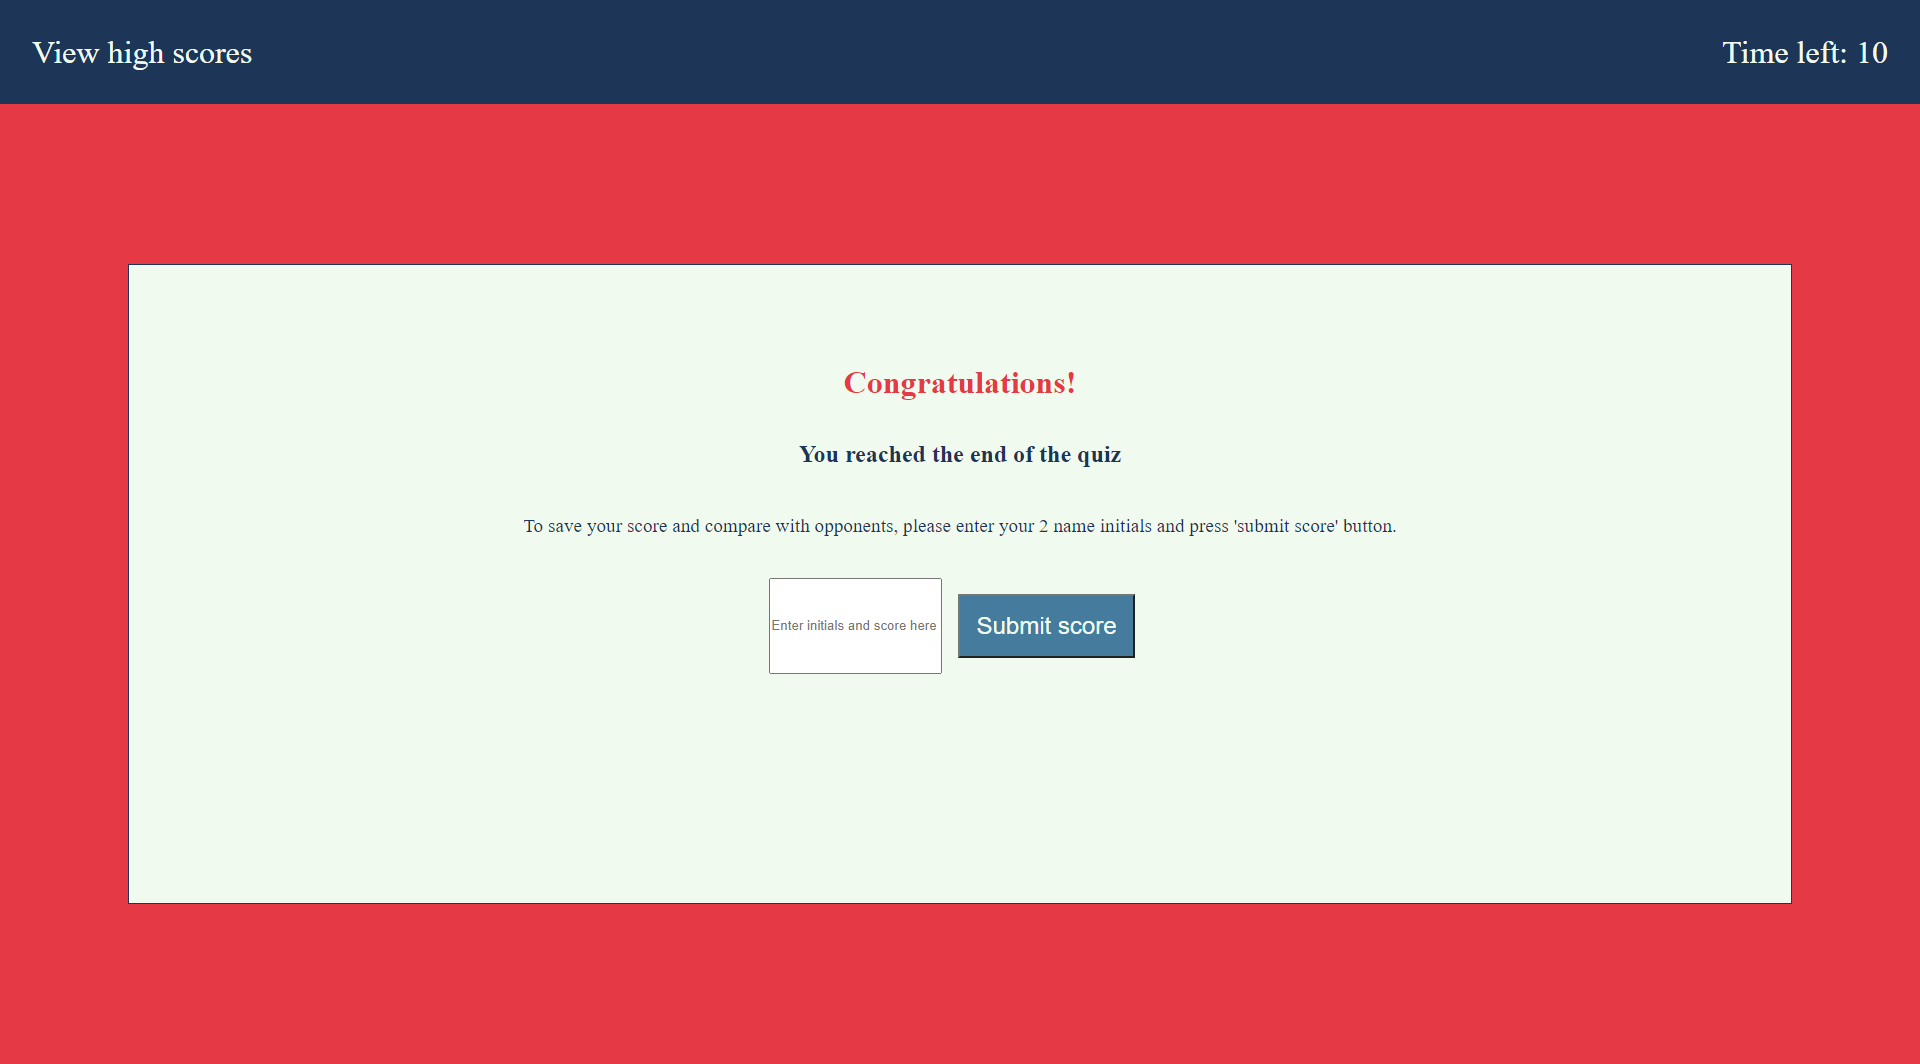 View high scores
Time left: 10
Congratulations!
You reached the end of the quiz
To save your score and compare with opponents, please enter your 2 name initials and press 'submit score' button.
Enter initials and score here
Submit score